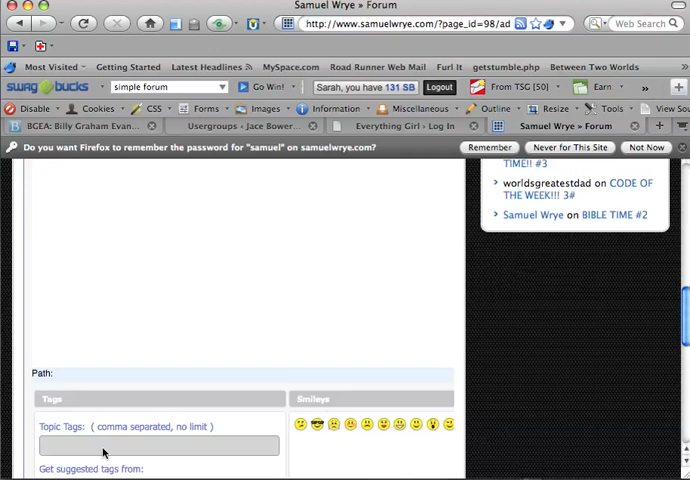 Samuel Wrye » Forum
http://www.samuelwrye.com/?page_id=98/ad
Web Search
Most Visited Getting Started Latest Headlines MySpace.com Road Runner Web Mail Furl It getstumble.php Between Two Worlds
swagbucks simple forum Go Win! Sarah, you have 131 SB Logout From TSG [50] Earn
Disable Cookies CSS Forms Images Information Miscellaneous Outline Resize Tools View Sou
BGEA: Billy Graham Evan... Usergroups ‹ Jace Bower... Everything Girl › Log In Samuel Wrye » Forum
Do you want Firefox to remember the password for "samuel" on samuelwrye.com? Remember Never for This Site Not Now
TIME!! #3
worldsgreatestdad on CODE OF
THE WEEK!!! 3#
Samuel Wrye on BIBLE TIME #2
Path:
Tags Smileys
Topic Tags: ( comma separated, no limit )
Get suggested tags from: